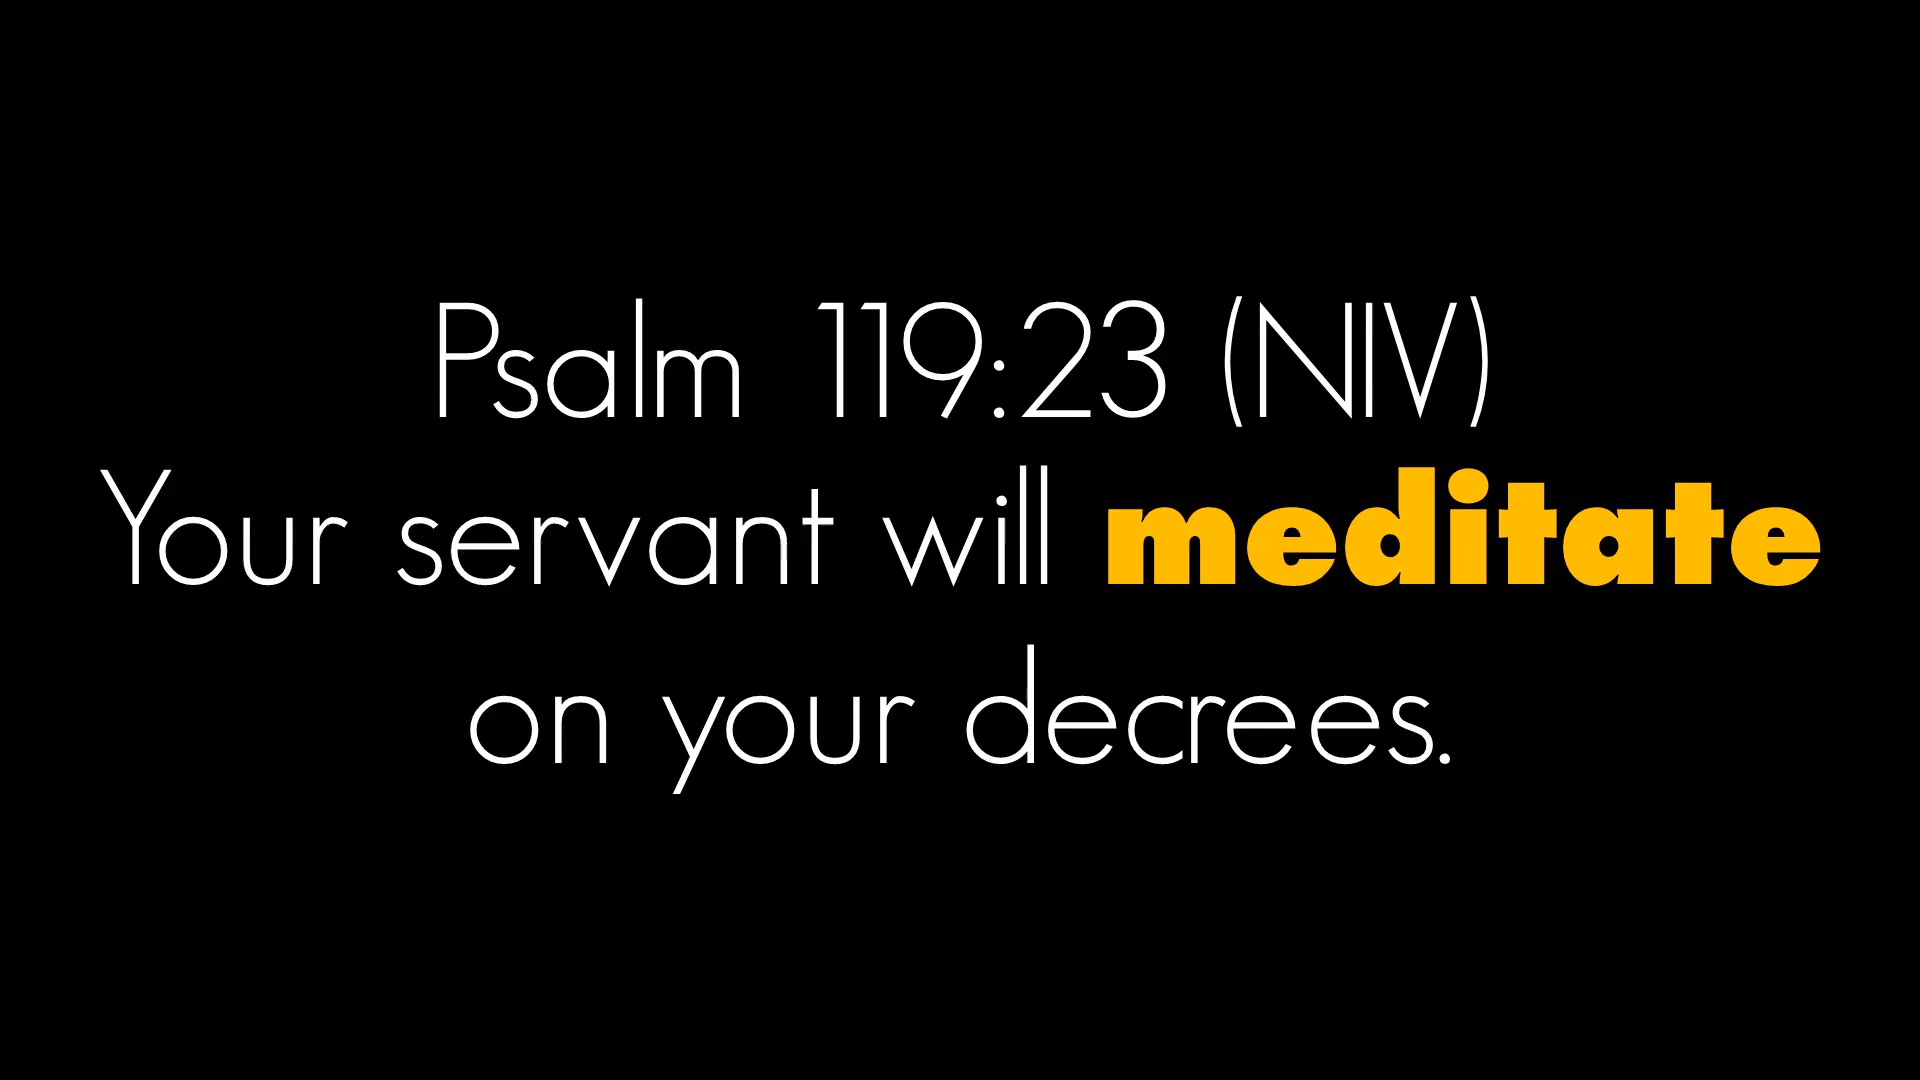 Psalm 119:23 (NIV)
Your servant will meditate
on your decrees.